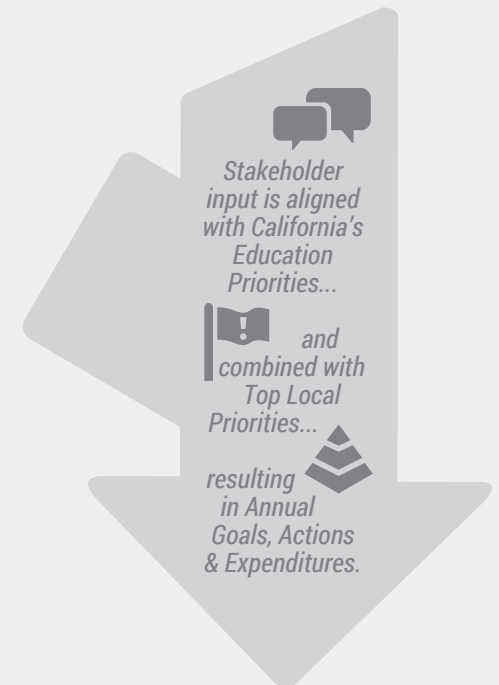 Stakeholder
input is aligned
with California's
Education
Priorities...
!
and
combined with
Top Local
Priorities...
resulting
in Annual
Goals, Actions
& Expenditures.